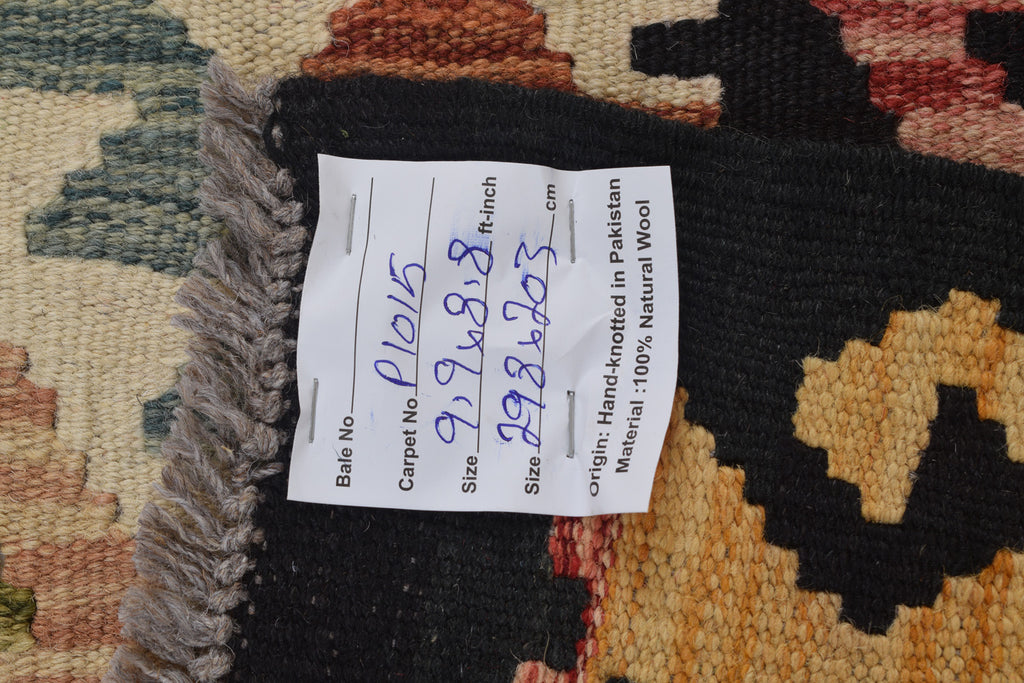 Bale No
Carpet No P1015
Size 9,9x8,8 ft-inch
Size 298x203 cm
Origin: Hand-knotted in Pakistan
Material :100% Natural Wool